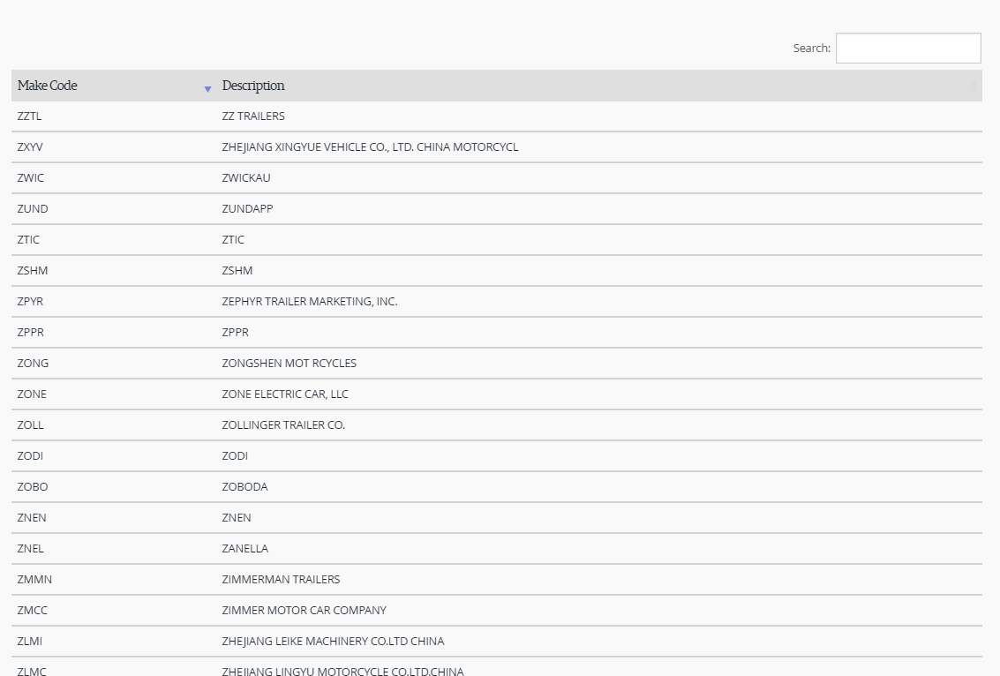 Search:
Make Code Description
ZZTL ZZ TRAILERS
ZXYV ZHEJIANG XINGYUE VEHICLE CO., LTD. CHINA MOTORCYCL
ZWIC ZWICKAU
ZUND ZUNDAPP
ZTIC ZTIC
ZSHM ZSHM
ZPYR ZEPHYR TRAILER MARKETING, INC.
ZPPR ZPPR
ZONG ZONGSHEN MOT RCYCLES
ZONE ZONE ELECTRIC CAR, LLC
ZOLL ZOLLINGER TRAILER CO.
ZODI ZODI
ZOBO ZOBODA
ZNEN ZNEN
ZNEL ZANELLA
ZMMN ZIMMERMAN TRAILERS
ZMCC ZIMMER MOTOR CAR COMPANY
ZLMI ZHEJIANG LEIKE MACHINERY CO.LTD CHINA
ZLMC ZHEJIANG LINGYU MOTORCYCLE CO.LTD.CHINA